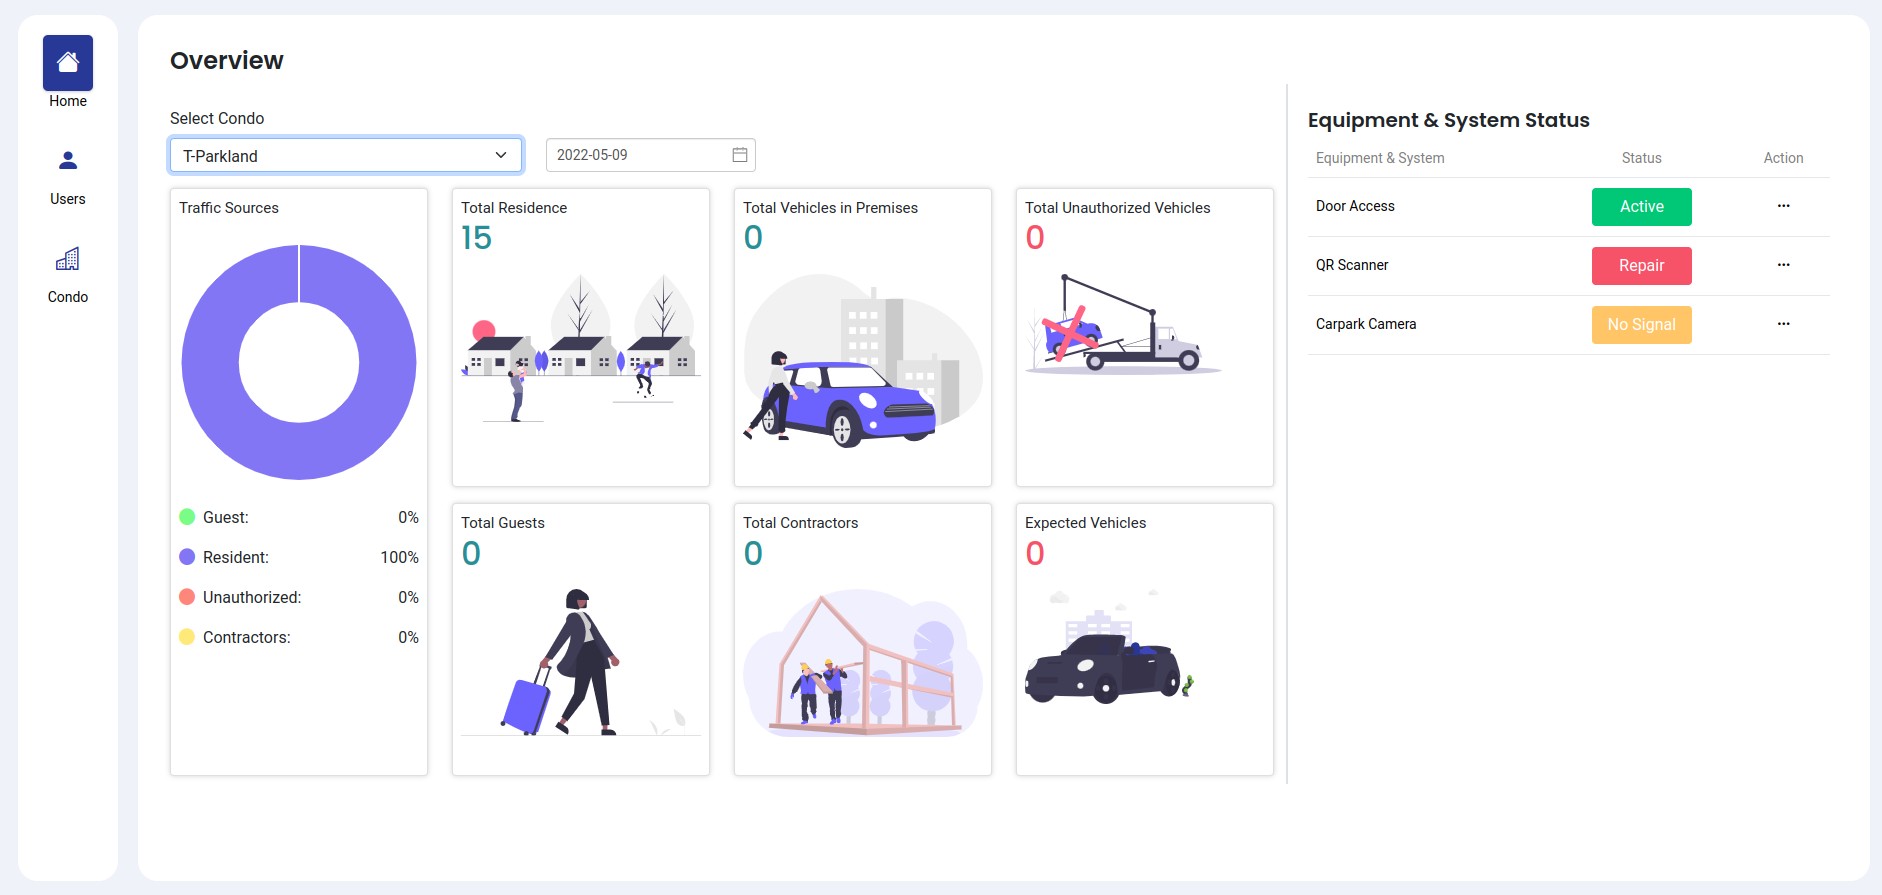 Home
Users
Condo
Overview
Select Condo
T-Parkland
2022-05-09
Traffic Sources
Guest: 0%
Resident: 100%
Unauthorized: 0%
Contractors: 0%
Total Residence
15
Total Vehicles in Premises
0
Total Unauthorized Vehicles
0
Total Guests
0
Total Contractors
0
Expected Vehicles
0
Equipment & System Status
Equipment & System Status Action
Door Access Active ...
QR Scanner Repair ...
Carpark Camera No Signal ...